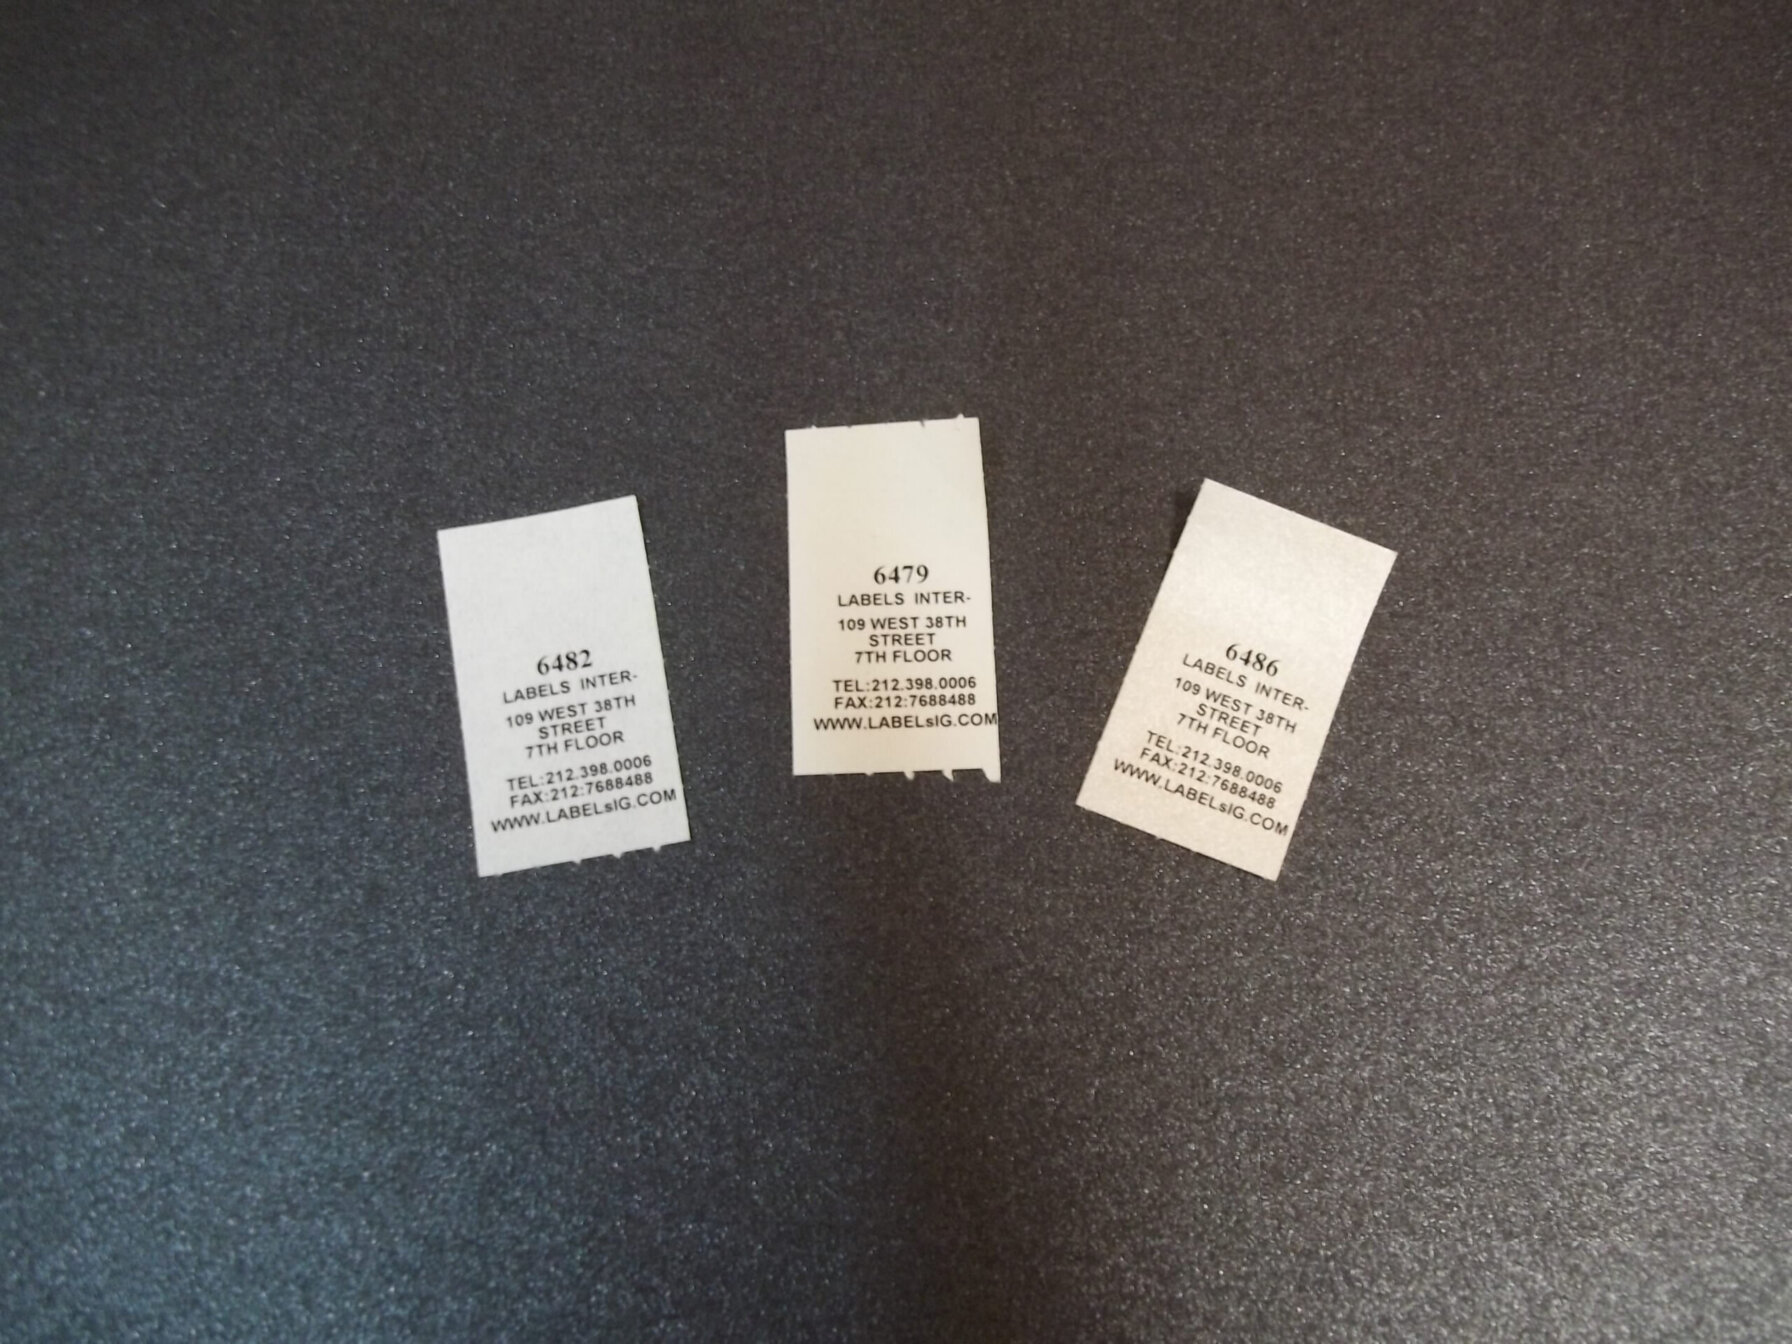 6482
LABELS INTER-
109 WEST 38TH
STREET
7TH FLOOR
TEL:212.398.0006
FAX:212:7688488
WWW.LABELsIG.COM
6479
LABELS INTER-
109 WEST 38TH
STREET
7TH FLOOR
TEL:212.398.0006
FAX:212:7688488
WWW.LABELsIG.COM
6486
LABELS INTER-
109 WEST 38TH
STREET
7TH FLOOR
TEL:212.398.0006
FAX:212:7688488
WWW.LABELsIG.COM